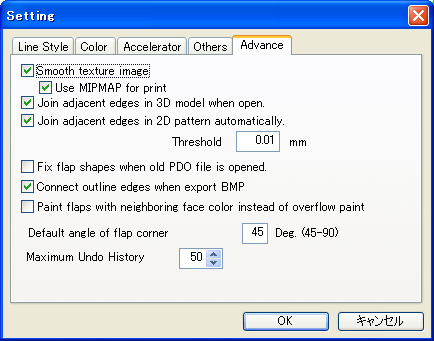 Setting
Line Style Color Accelerator Others Advance
Smooth texture image
Use MIPMAP for print
Join adjacent edges in 3D model when open.
Join adjacent edges in 2D pattern automatically.
Threshold 0.01 mm
Fix flap shapes when old PDO file is opened.
Connect outline edges when export BMP
Paint flaps with neighboring face color instead of overflow paint
Default angle of flap corner 45 Deg. (45-90)
Maximum Undo History 50
OK キャンセル